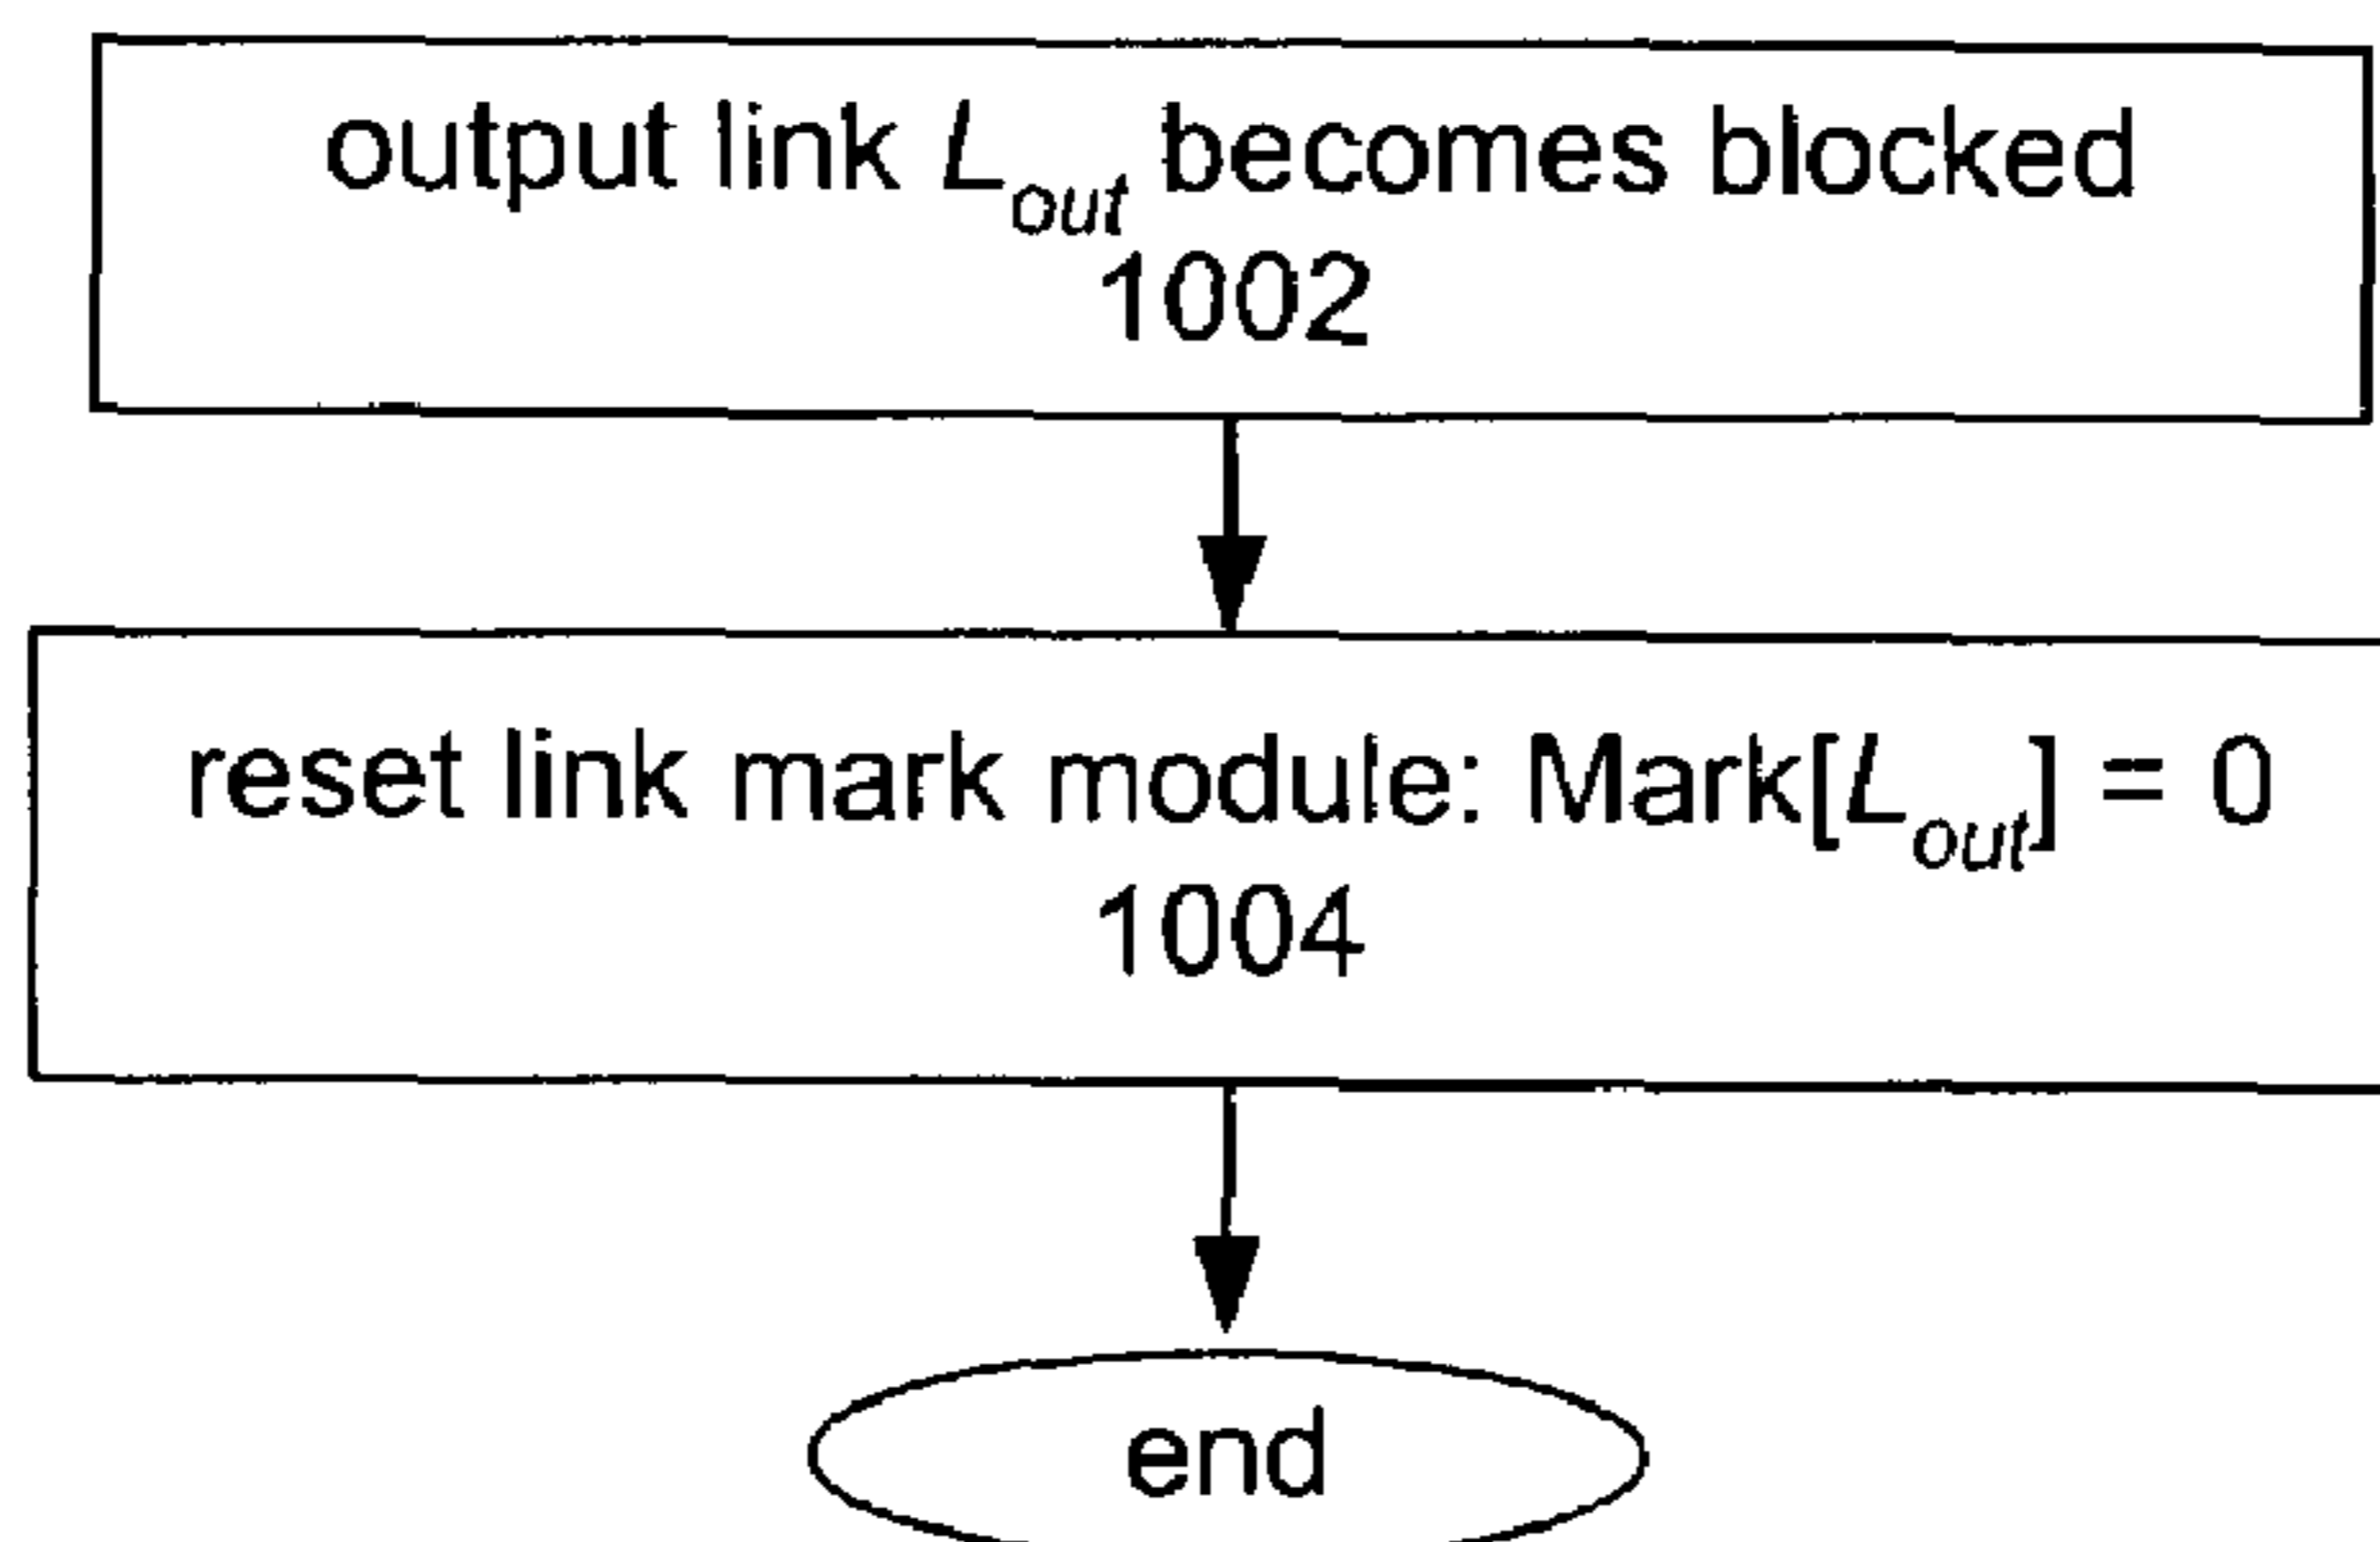 output link L_out becomes blocked
1002
reset link mark module: Mark[L_out] = 0
1004
end